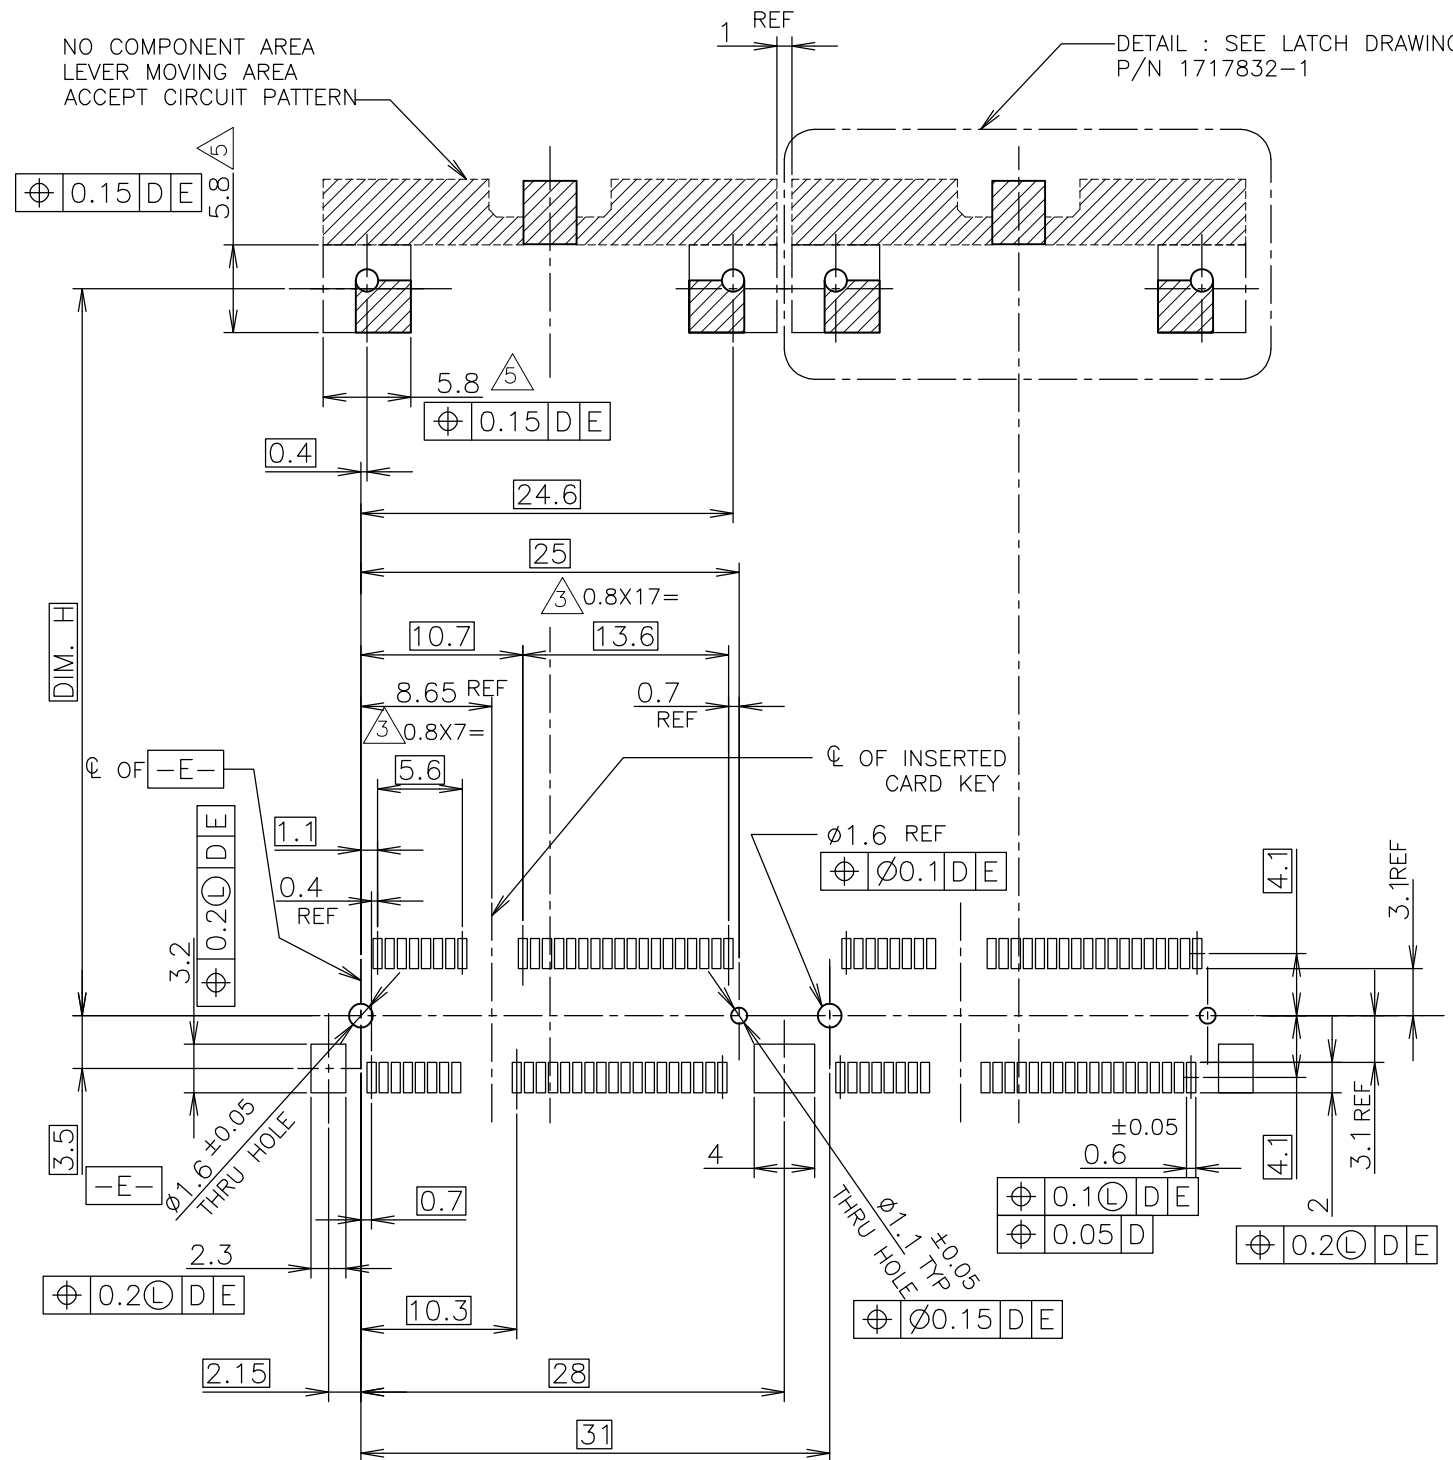 REF
1
NO COMPONENT AREA
LEVER MOVING AREA
ACCEPT CIRCUIT PATTERN
DETAIL : SEE LATCH DRAWING
P/N 1717832-1
5
5.8
⌖ 0.15 D E
5.8
5
⌖ 0.15 D E
0.4
24.6
25
3 0.8X17=
DIM. H
10.7
13.6
8.65 REF
0.7
REF
3 0.8X7=
℄ OF -E-
5.6
℄ OF INSERTED
CARD KEY
1.1
ø1.6 REF
⌖ Ø0.1 D E
⌖ 0.2Ⓛ D E
0.4
REF
3.2
4.1
3.1REF
3.5
-E-
ø1.6 ±0.05
THRU HOLE
4
0.7
±0.05
0.6
⌖ 0.1Ⓛ D E
⌖ 0.05 D
4.1
3.1 REF
2
⌖ 0.2Ⓛ D E
2.3
⌖ 0.2Ⓛ D E
ø1.1 ±0.05 TYP
THRU HOLE
⌖ Ø0.15 D E
10.3
2.15
28
31